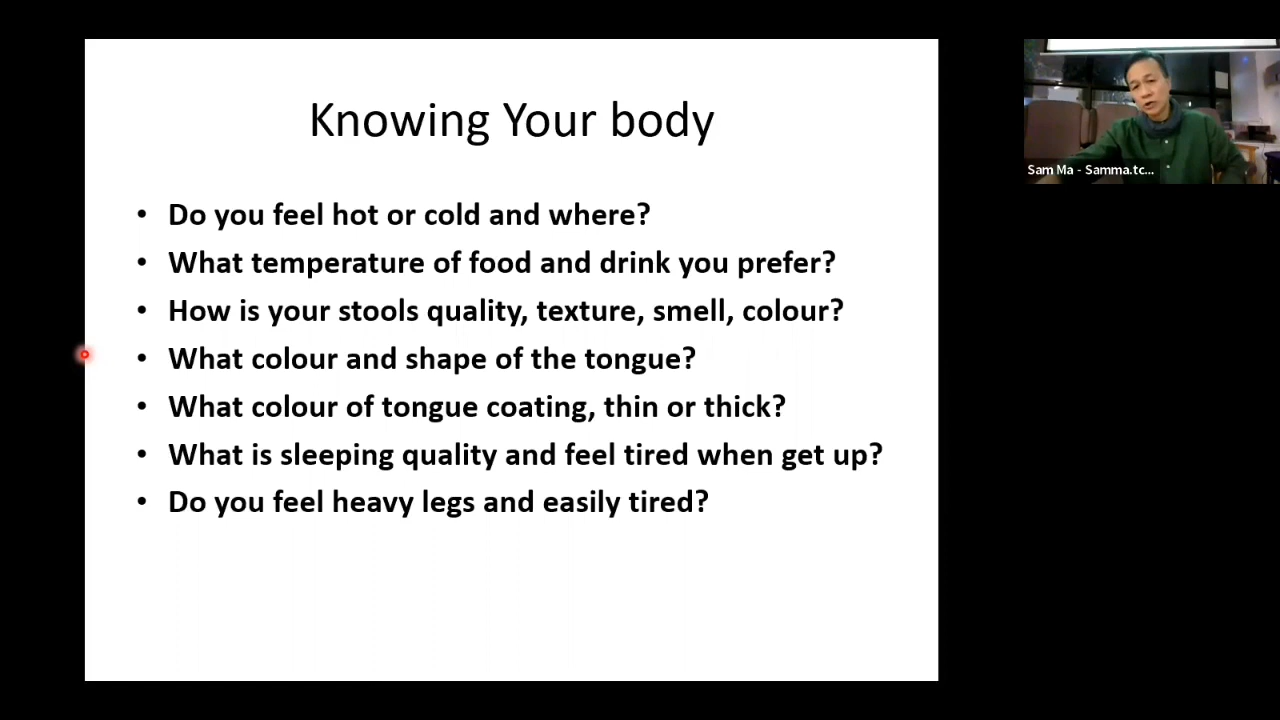 Knowing Your body
• Do you feel hot or cold and where?
• What temperature of food and drink you prefer?
• How is your stools quality, texture, smell, colour?
• What colour and shape of the tongue?
• What colour of tongue coating, thin or thick?
• What is sleeping quality and feel tired when get up?
• Do you feel heavy legs and easily tired?
Sam Ma - Samma.tc...